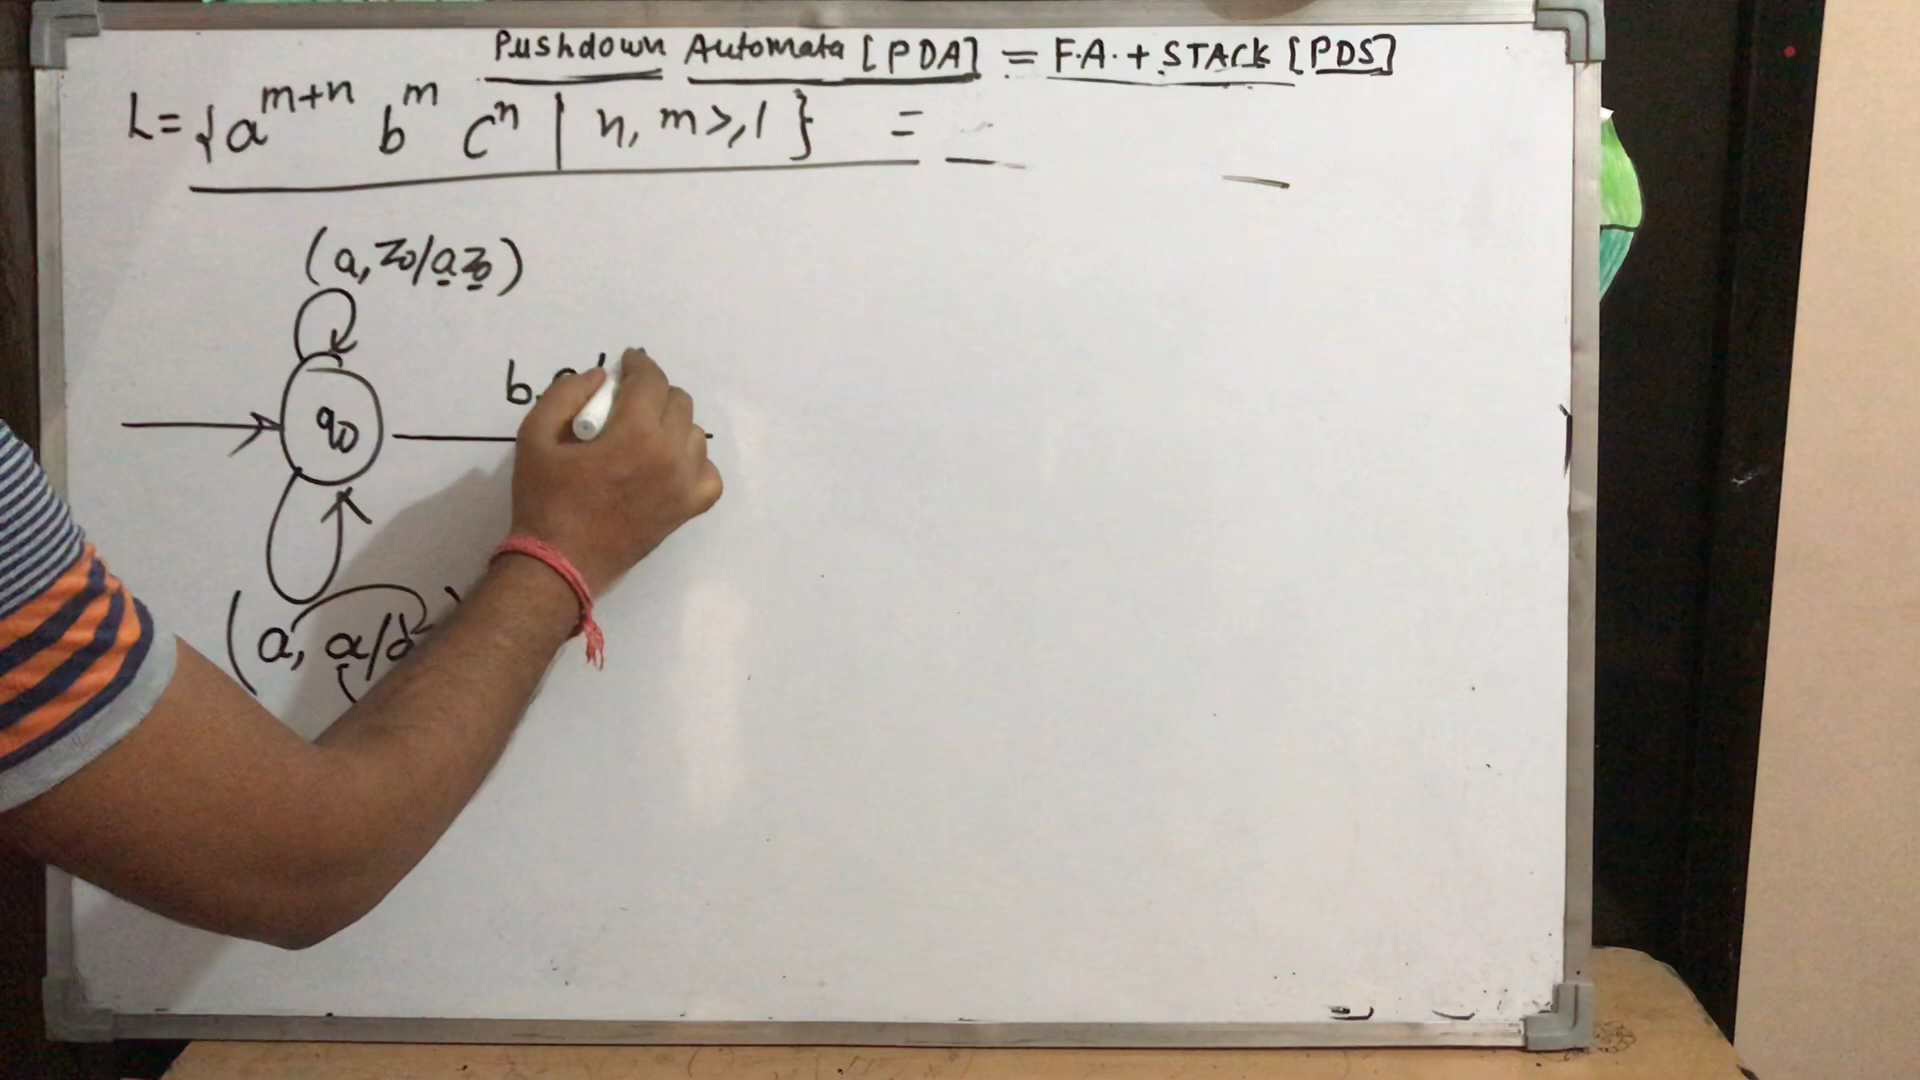 Pushdown Automata [PDA] = F.A. + STACK [PDS]
L = {a^{m+n} b^m c^n | n, m >, 1} =
(a, z0/az0)
b,
q0
(a, a/